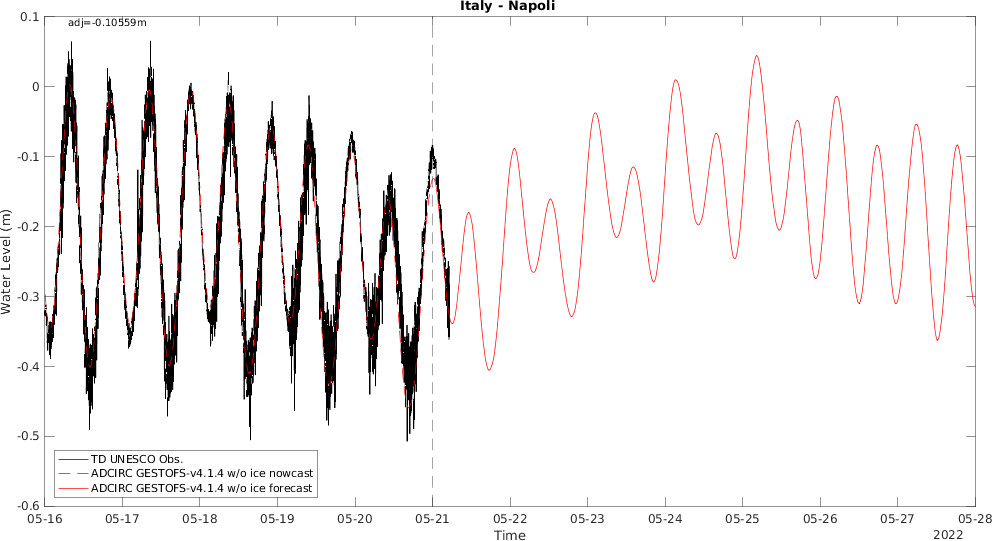 Italy - Napoli
adj=-0.10559m
0.1
0
-0.1
-0.2
-0.3
-0.4
-0.5
-0.6
Water Level (m)
TD UNESCO Obs.
ADCIRC GESTOFS-v4.1.4 w/o ice nowcast
ADCIRC GESTOFS-v4.1.4 w/o ice forecast
05-16 05-17 05-18 05-19 05-20 05-21 05-22 05-23 05-24 05-25 05-26 05-27 05-28
Time
2022